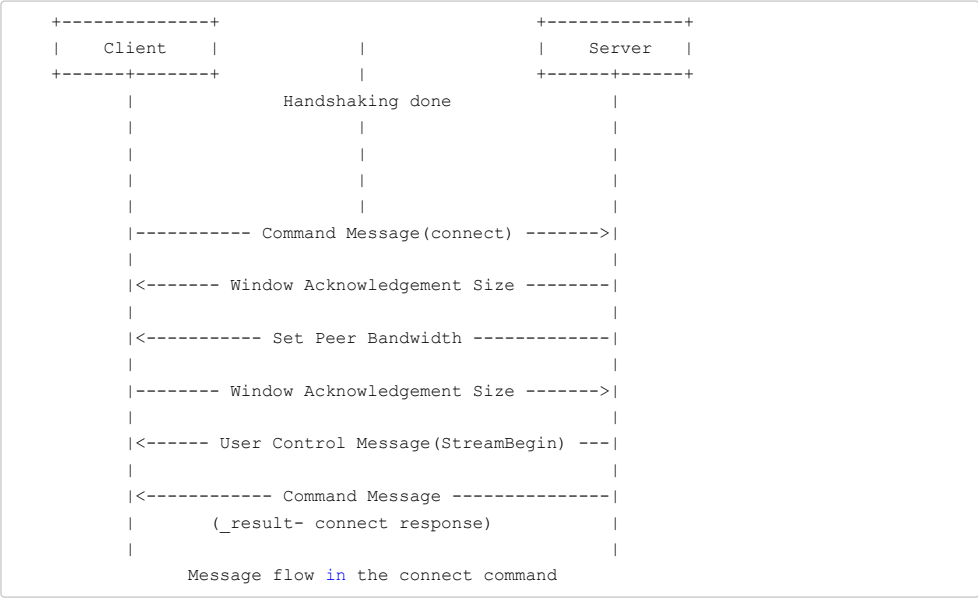 +--------------+                              +-------------+
|    Client    |             |                |    Server   |
+------+-------+             |                +------+------+
       |              Handshaking done               |
       |                     |                       |
       |                     |                       |
       |                     |                       |
       |                     |                       |
       |----------- Command Message(connect) ------->|
       |                                             |
       |<------- Window Acknowledgement Size --------|
       |                                             |
       |<----------- Set Peer Bandwidth -------------|
       |                                             |
       |-------- Window Acknowledgement Size ------->|
       |                                             |
       |<------ User Control Message(StreamBegin) ---|
       |                                             |
       |<------------ Command Message ---------------|
       |       (_result- connect response)           |
       |                                             |
Message flow in the connect command